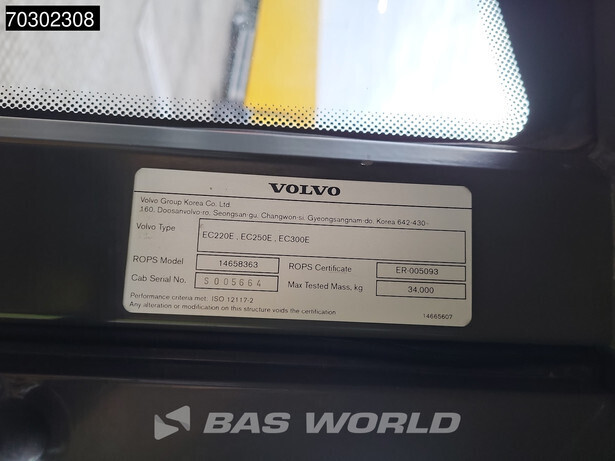 70302308
VOLVO
Volvo Group Korea Co., Ltd.
160, Doosanvolvo-ro, Seongsan-gu, Changwon-si, Gyeongsangnam-do, Korea 642-430
Volvo Type EC220E , EC250E , EC300E
ROPS Model 14658363 ROPS Certificate ER-005093
Cab Serial No. S005664 Max Tested Mass, kg 34,000
Performance criteria met: ISO 12117-2
Any alteration or modification on this structure voids the certification
14665607
BAS WORLD